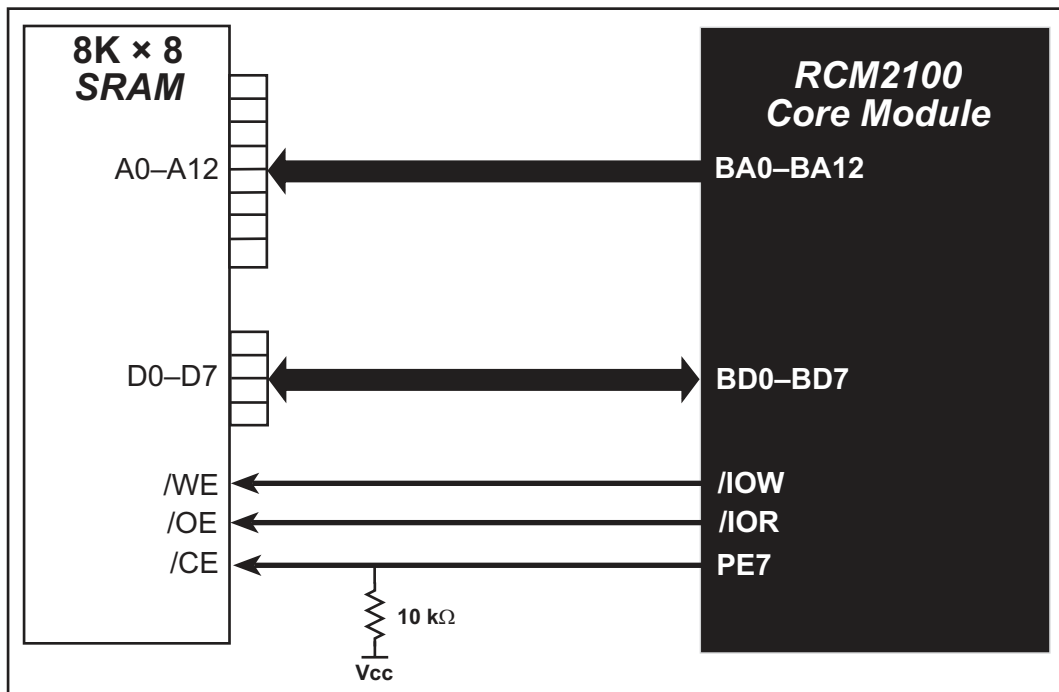 8K × 8
SRAM
A0–A12
D0–D7
/WE
/OE
/CE
10 kΩ
Vcc
RCM2100
Core Module
BA0–BA12
BD0–BD7
/IOW
/IOR
PE7